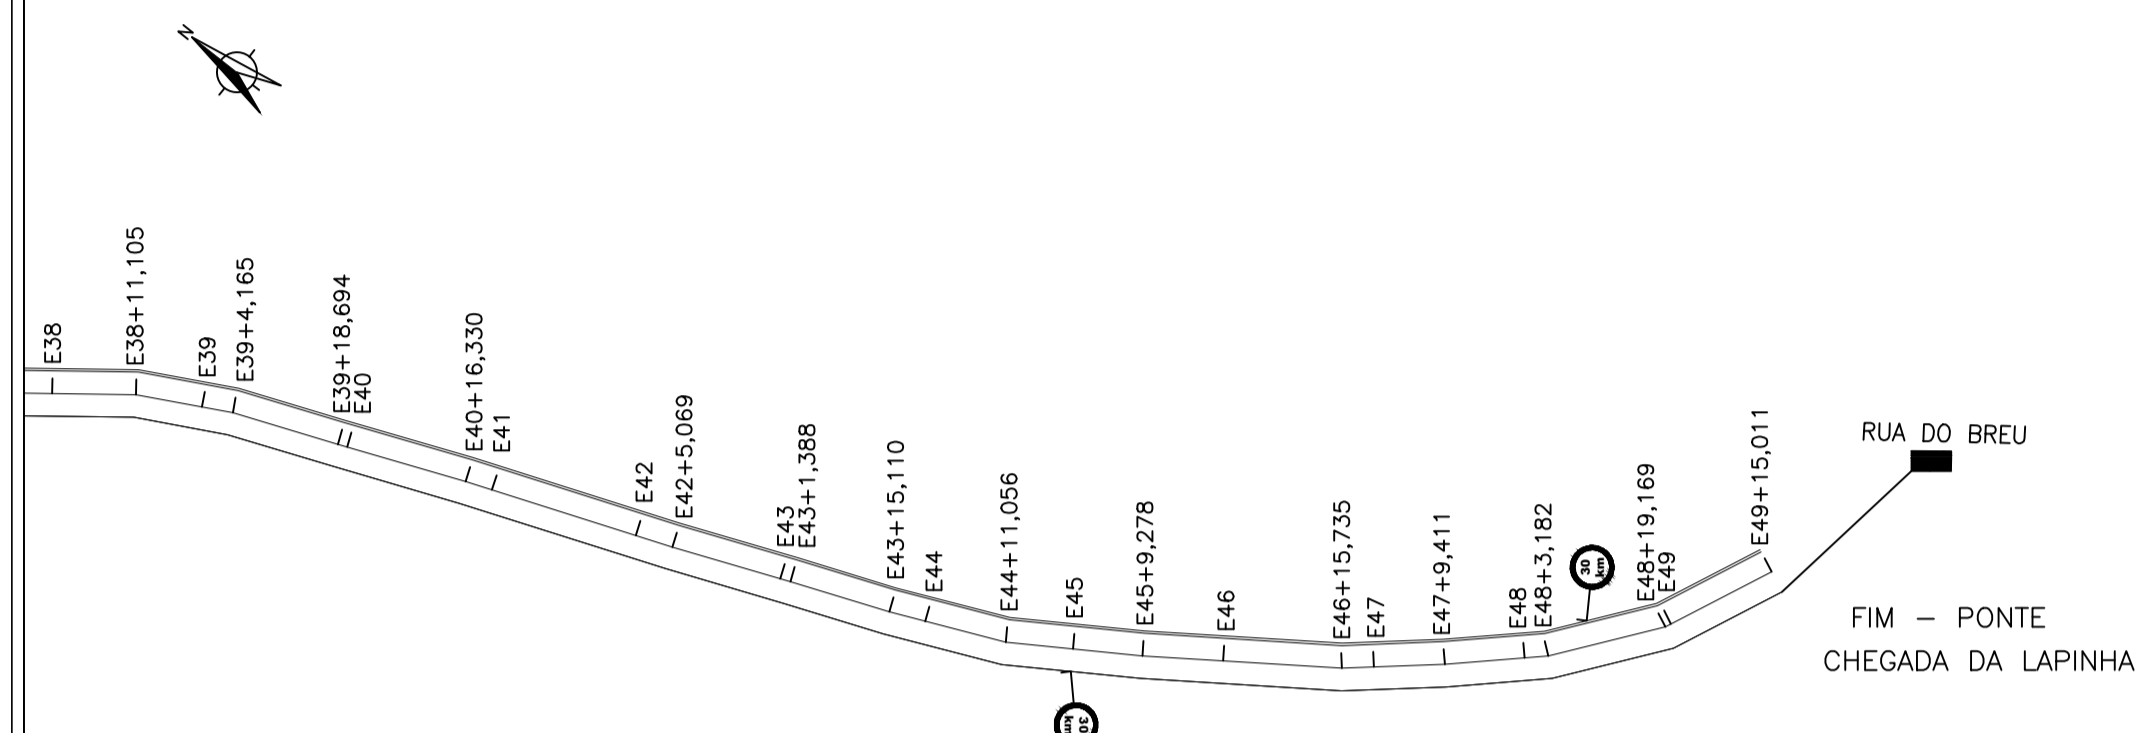 N
E38
E38+11,105
E39
E39+4,165
E39+18,694
E40
E40+16,330
E41
E42
E42+5,069
E43
E43+1,388
E43+15,110
E44
E44+11,056
E45
E45+9,278
E46
E46+15,735
E47
E47+9,411
E48
E48+3,182
E48+19,169
E49
E49+15,011
30
km
30
km
RUA DO BREU
FIM – PONTE
CHEGADA DA LAPINHA